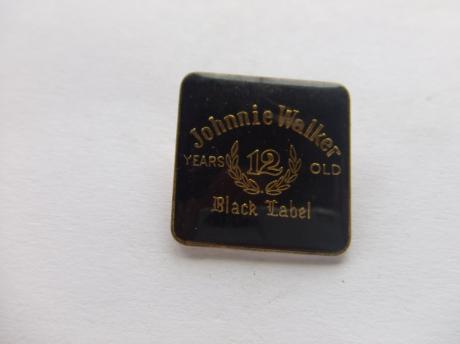 Johnnie Walker
YEARS 12 OLD
Black Label